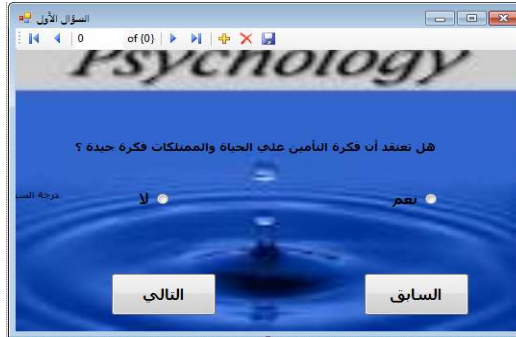 السؤال الأول
0 of {0}
Psychology
هل تعتقد أن فكرة التأمين على الحياة والممتلكات فكرة جيدة ؟
نعم
لا
درجة
السابق
التالي